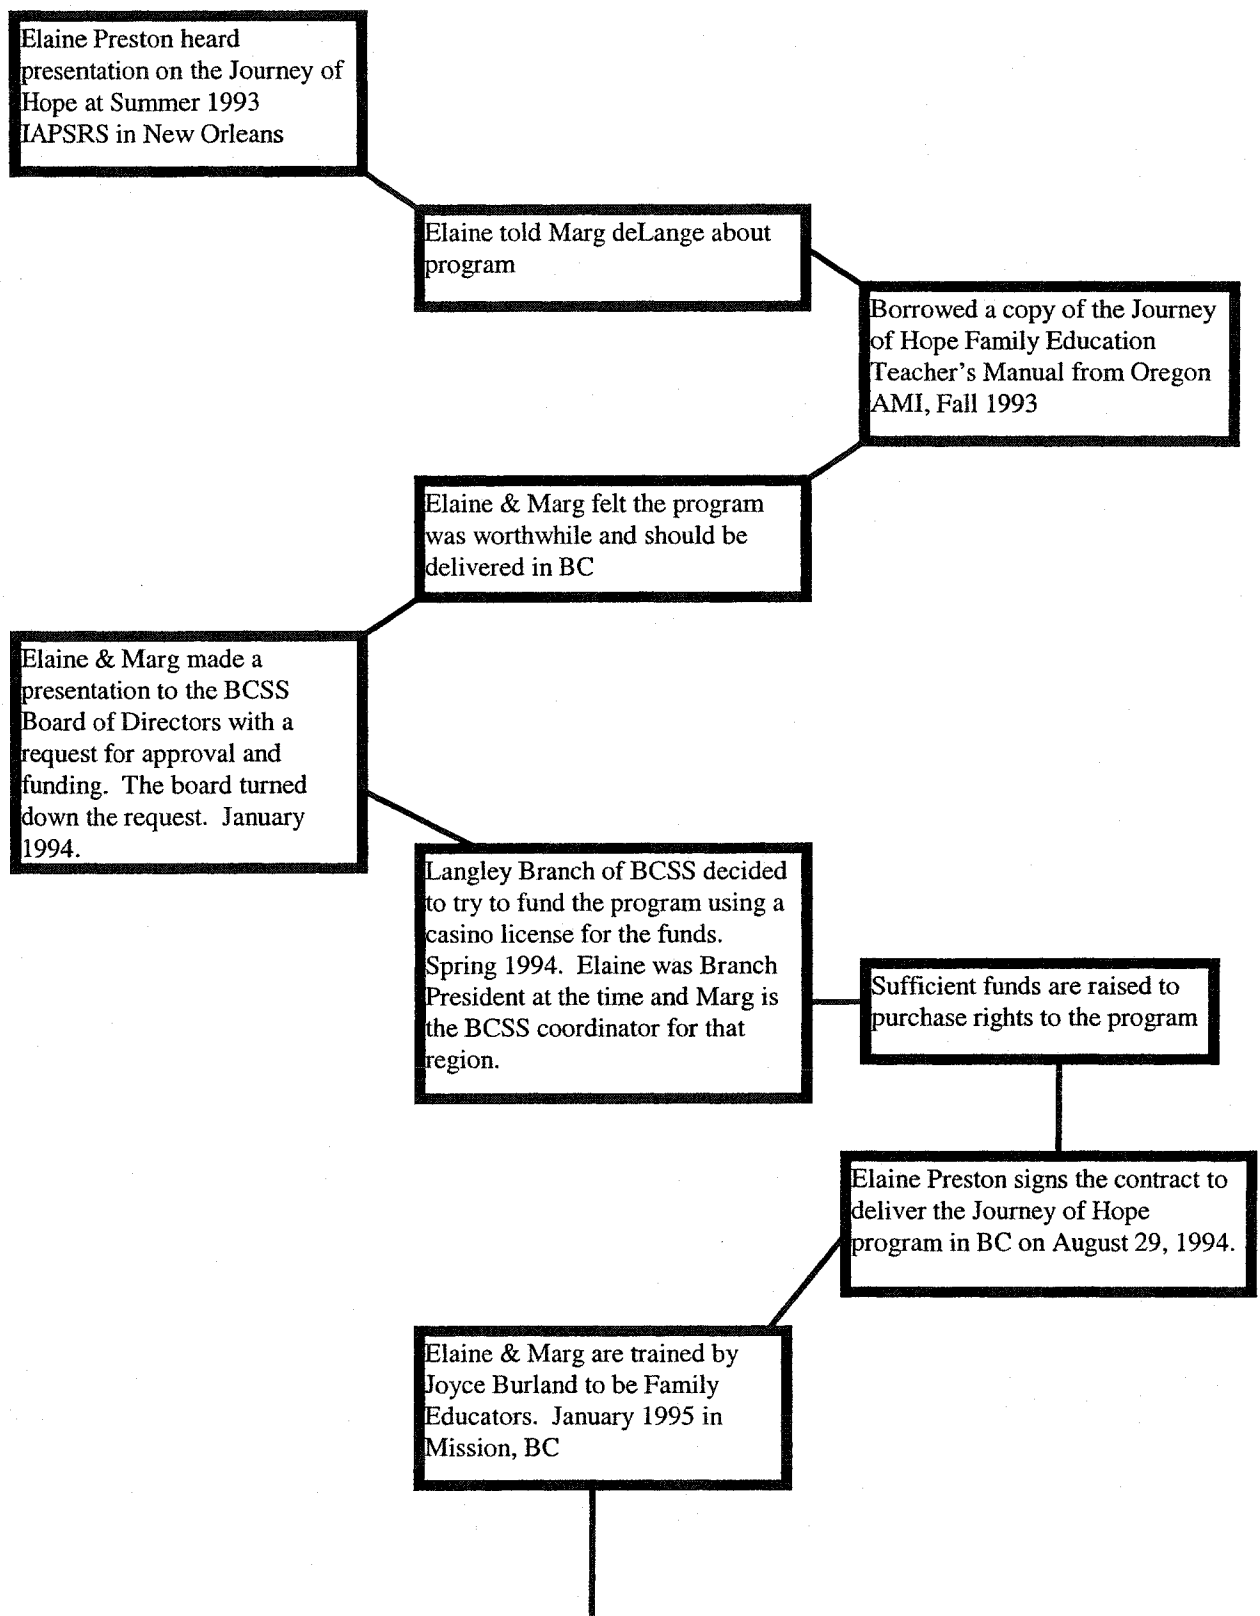 Elaine Preston heard
presentation on the Journey of
Hope at Summer 1993
IAPSRS in New Orleans
Elaine told Marg deLange about
program
Borrowed a copy of the Journey
of Hope Family Education
Teacher's Manual from Oregon
AMI, Fall 1993
Elaine & Marg felt the program
was worthwhile and should be
delivered in BC
Elaine & Marg made a
presentation to the BCSS
Board of Directors with a
request for approval and
funding.  The board turned
down the request.  January
1994.
Langley Branch of BCSS decided
to try to fund the program using a
casino license for the funds.
Spring 1994.  Elaine was Branch
President at the time and Marg is
the BCSS coordinator for that
region.
Sufficient funds are raised to
purchase rights to the program
Elaine Preston signs the contract to
deliver the Journey of Hope
program in BC on August 29, 1994.
Elaine & Marg are trained by
Joyce Burland to be Family
Educators.  January 1995 in
Mission, BC